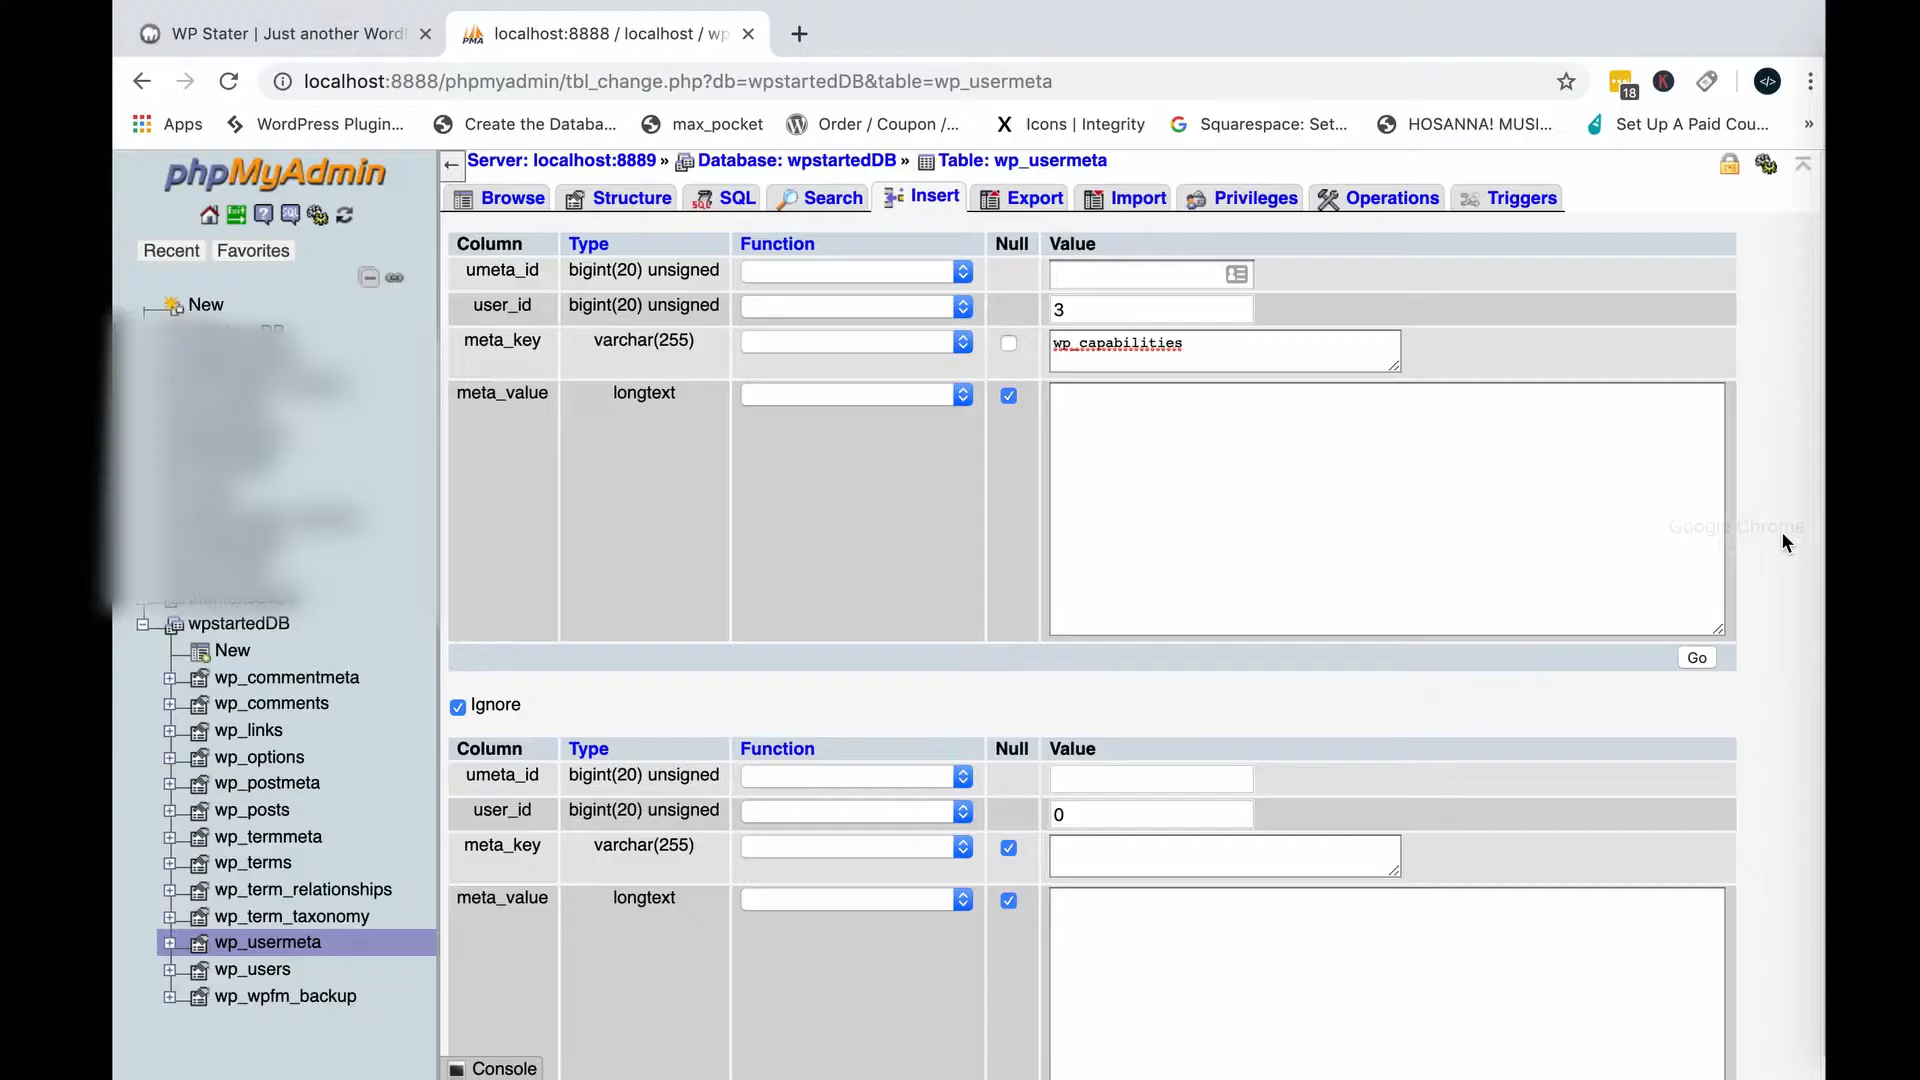 WP Stater | Just another Word
localhost:8888 / localhost / wp
localhost:8888/phpmyadmin/tbl_change.php?db=wpstartedDB&table=wp_usermeta
18
Apps WordPress Plugin... Create the Databa... max_pocket Order / Coupon /... Icons | Integrity Squarespace: Set... HOSANNA! MUSI... Set Up A Paid Cou... »
phpMyAdmin
Recent Favorites
New
wpstartedDB
New
wp_commentmeta
wp_comments
wp_links
wp_options
wp_postmeta
wp_posts
wp_termmeta
wp_terms
wp_term_relationships
wp_term_taxonomy
wp_usermeta
wp_users
wp_wpfm_backup
Server: localhost:8889 » Database: wpstartedDB » Table: wp_usermeta
Browse Structure SQL Search Insert Export Import Privileges Operations Triggers
Column Type Function Null Value
umeta_id bigint(20) unsigned
user_id bigint(20) unsigned 3
meta_key varchar(255) wp_capabilities
meta_value longtext
Google Chrome
Go
Ignore
Column Type Function Null Value
umeta_id bigint(20) unsigned
user_id bigint(20) unsigned 0
meta_key varchar(255)
meta_value longtext
Console